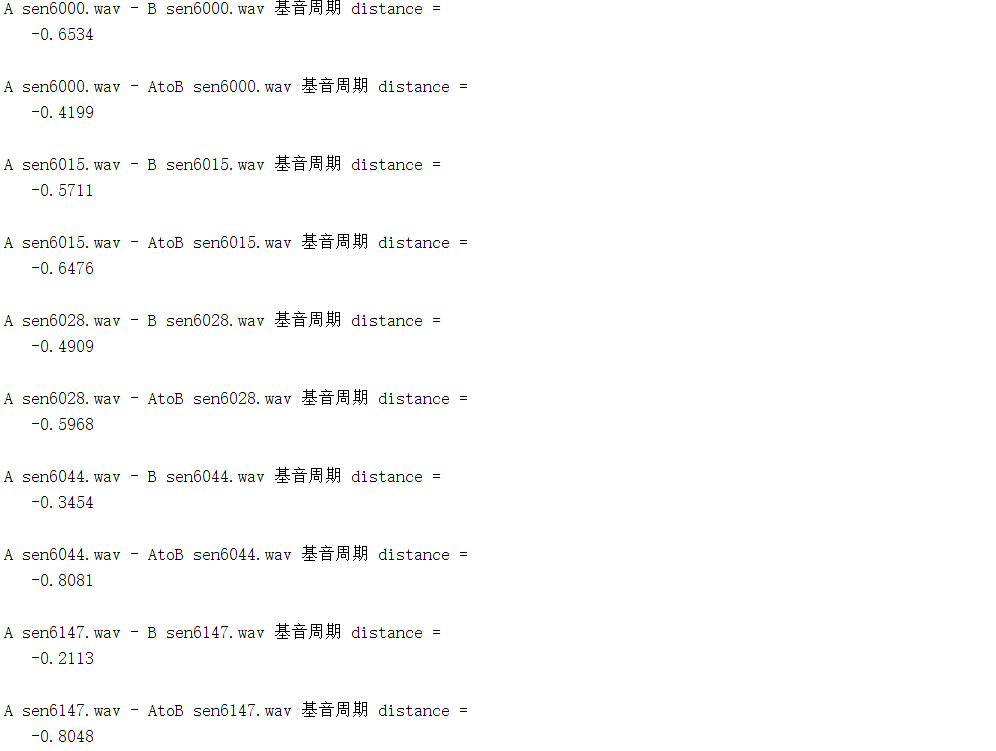 A sen6000.wav - B sen6000.wav 基音周期 distance =
-0.6534
A sen6000.wav - AtoB sen6000.wav 基音周期 distance =
-0.4199
A sen6015.wav - B sen6015.wav 基音周期 distance =
-0.5711
A sen6015.wav - AtoB sen6015.wav 基音周期 distance =
-0.6476
A sen6028.wav - B sen6028.wav 基音周期 distance =
-0.4909
A sen6028.wav - AtoB sen6028.wav 基音周期 distance =
-0.5968
A sen6044.wav - B sen6044.wav 基音周期 distance =
-0.3454
A sen6044.wav - AtoB sen6044.wav 基音周期 distance =
-0.8081
A sen6147.wav - B sen6147.wav 基音周期 distance =
-0.2113
A sen6147.wav - AtoB sen6147.wav 基音周期 distance =
-0.8048